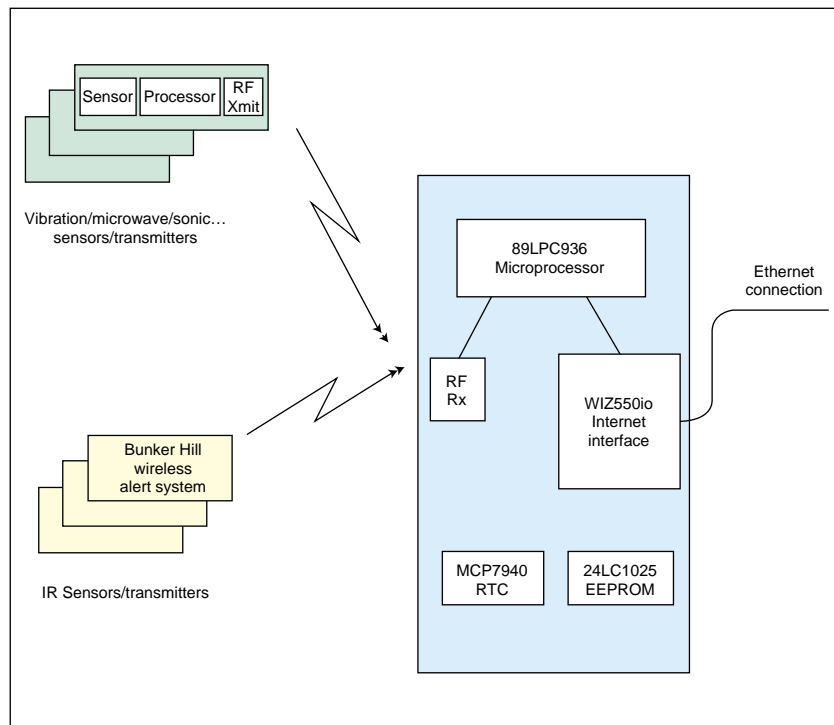 Sensor
Processor
RF
Xmit
Vibration/microwave/sonic…
sensors/transmitters
Bunker Hill
wireless
alert system
IR Sensors/transmitters
89LPC936
Microprocessor
RF
Rx
WIZ550io
Internet
interface
MCP7940
RTC
24LC1025
EEPROM
Ethernet
connection